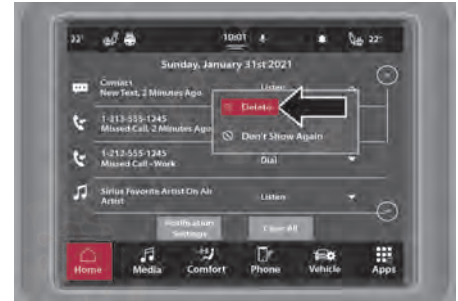 22° 10:01 22°
Sunday, January 31st 2021
Contact
New Text, 2 Minutes Ago
Listen
Delete
Don't Show Again
1-213-555-1245
Missed Call, 2 Minutes Ago
1-213-555-1245
Missed Call - Work
Dial
Sirius Favorite Artist On Air
Artist
Listen
Notification
Settings
Clear All
Home Media Comfort Phone Vehicle Apps